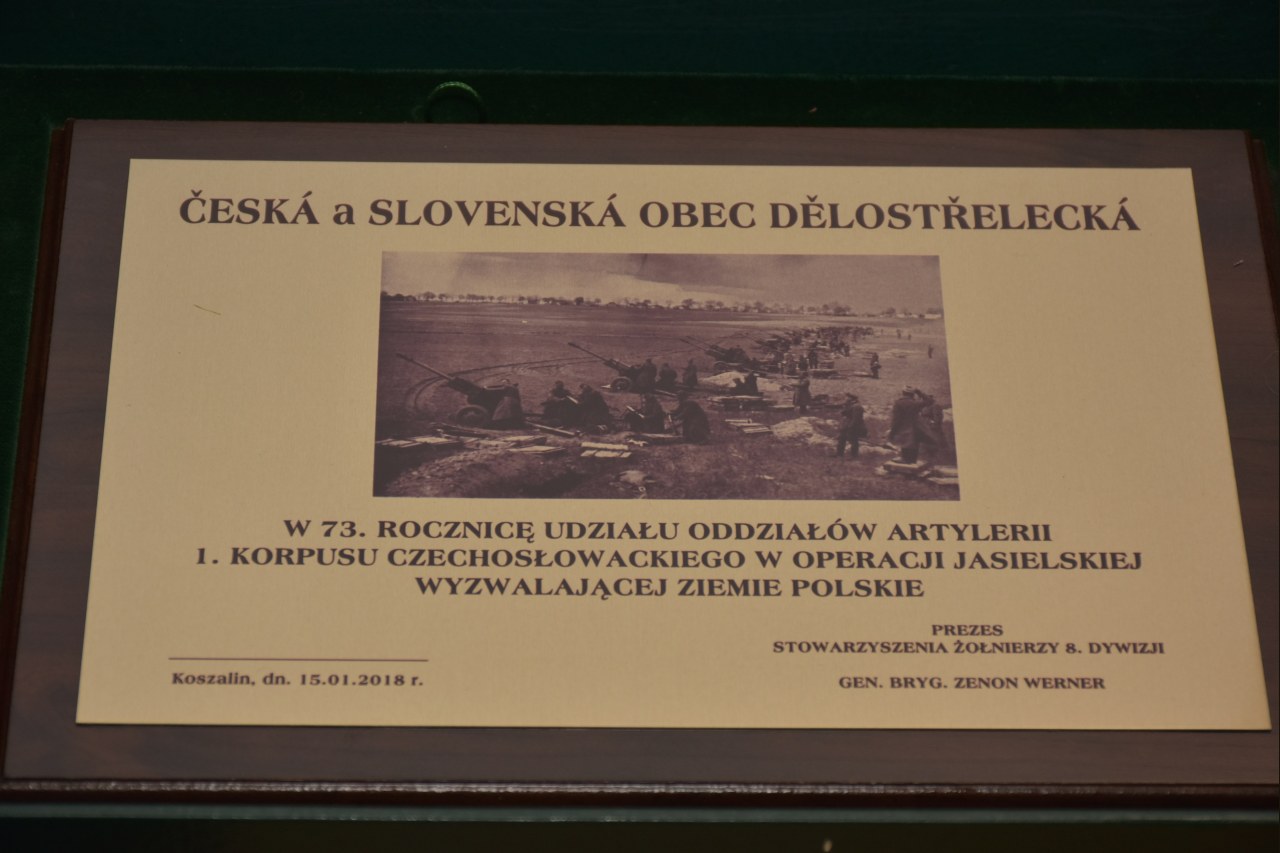 ČESKÁ a SLOVENSKÁ OBEC DĚLOSTŘELECKÁ
W 73. ROCZNICĘ UDZIAŁU ODDZIAŁÓW ARTYLERII
1. KORPUSU CZECHOSŁOWACKIEGO W OPERACJI JASIELSKIEJ
WYZWALAJĄCEJ ZIEMIE POLSKIE
PREZES
STOWARZYSZENIA ŻOŁNIERZY 8. DYWIZJI
GEN. BRYG. ZENON WERNER
Koszalin, dn. 15.01.2018 r.